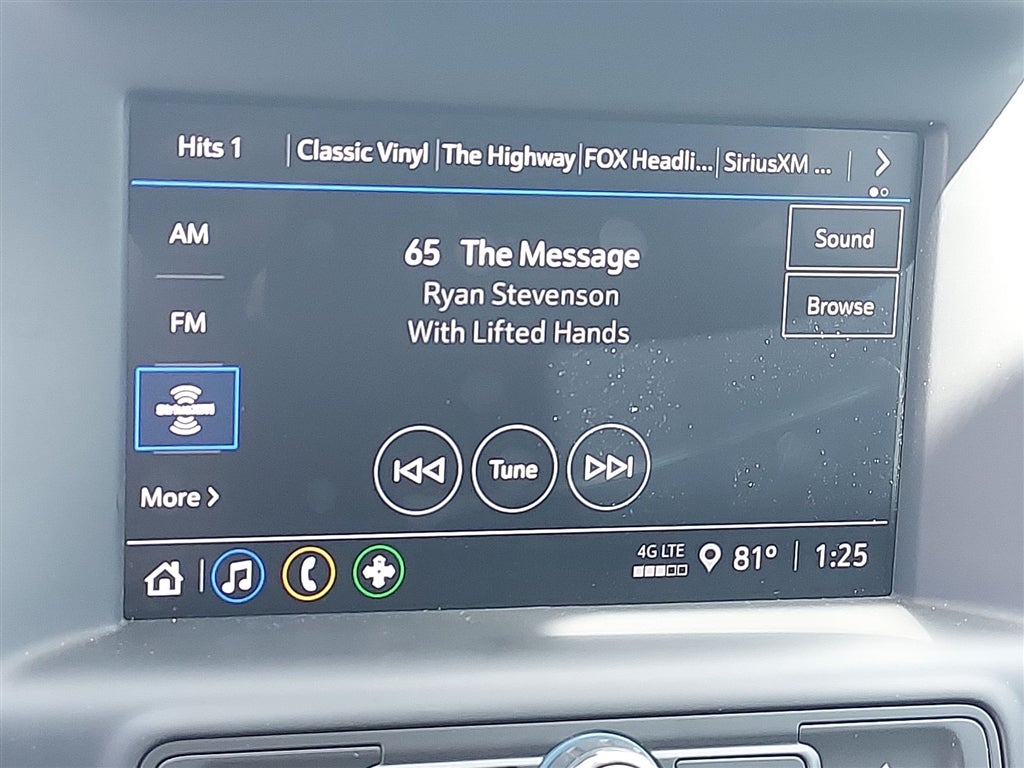 Hits 1 Classic Vinyl The Highway FOX Headli... SiriusXM ...
AM
65 The Message
Sound
Ryan Stevenson
Browse
FM
With Lifted Hands
SIRIUSXM
Tune
More
4G LTE
81° 1:25